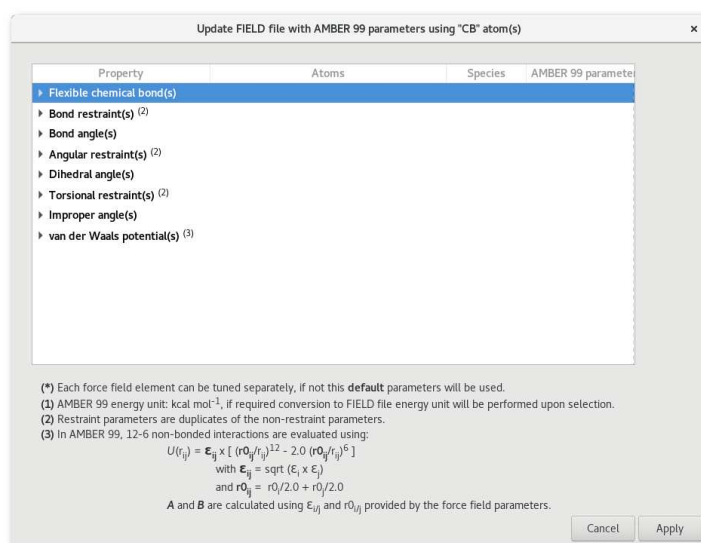 Update FIELD file with AMBER 99 parameters using "CB" atom(s) ×
Property Atoms Species AMBER 99 paramete
Flexible chemical bond(s)
Bond restraint(s) (2)
Bond angle(s)
Angular restraint(s) (2)
Dihedral angle(s)
Torsional restraint(s) (2)
Improper angle(s)
van der Waals potential(s) (3)
(*) Each force field element can be tuned separately, if not this default parameters will be used.
(1) AMBER 99 energy unit: kcal mol⁻¹, if required conversion to FIELD file energy unit will be performed upon selection.
(2) Restraint parameters are duplicates of the non-restraint parameters.
(3) In AMBER 99, 12-6 non-bonded interactions are evaluated using:
U(rij) = εij x [ (r0ij/rij)12 - 2.0 (r0ij/rij)6 ]
with εij = sqrt (εi x εj)
and r0ij = r0i/2.0 + r0j/2.0
A and B are calculated using εi/j and r0i/j provided by the force field parameters.
Cancel Apply